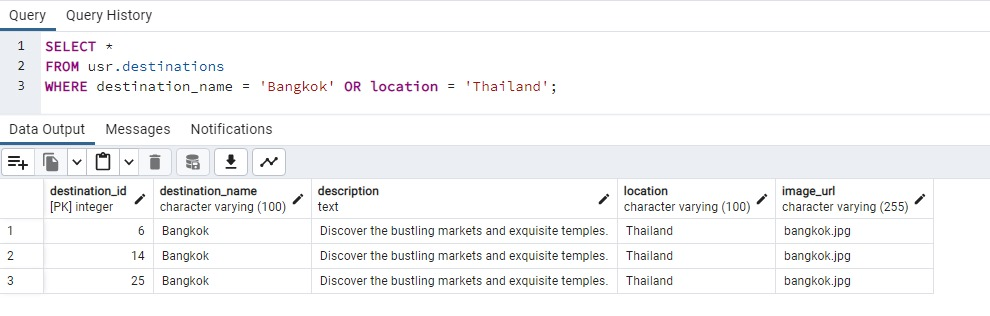 Query Query History
1 SELECT *
2 FROM usr.destinations
3 WHERE destination_name = 'Bangkok' OR location = 'Thailand';
Data Output Messages Notifications
destination_id destination_name description location image_url
[PK] integer character varying (100) text character varying (100) character varying (255)
1 6 Bangkok Discover the bustling markets and exquisite temples. Thailand bangkok.jpg
2 14 Bangkok Discover the bustling markets and exquisite temples. Thailand bangkok.jpg
3 25 Bangkok Discover the bustling markets and exquisite temples. Thailand bangkok.jpg